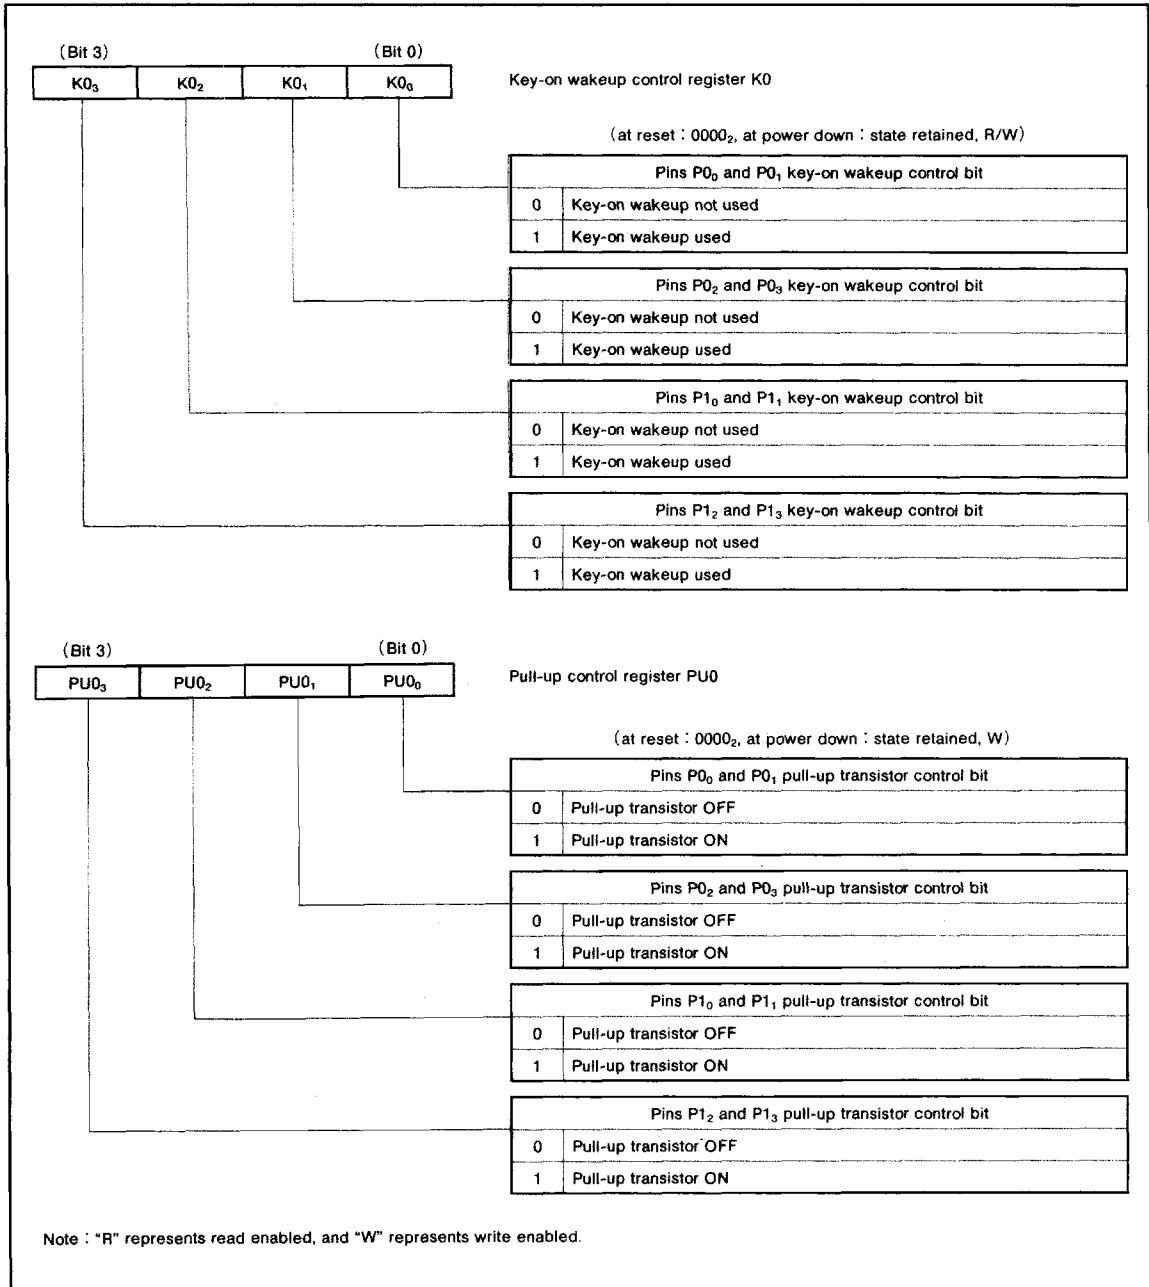 (Bit 3) (Bit 0)
K0₃ K0₂ K0₁ K0₀ Key-on wakeup control register K0
(at reset : 0000₂, at power down : state retained, R/W)
Pins P0₀ and P0₁ key-on wakeup control bit
0 Key-on wakeup not used
1 Key-on wakeup used
Pins P0₂ and P0₃ key-on wakeup control bit
0 Key-on wakeup not used
1 Key-on wakeup used
Pins P1₀ and P1₁ key-on wakeup control bit
0 Key-on wakeup not used
1 Key-on wakeup used
Pins P1₂ and P1₃ key-on wakeup control bit
0 Key-on wakeup not used
1 Key-on wakeup used
(Bit 3) (Bit 0)
PU0₃ PU0₂ PU0₁ PU0₀ Pull-up control register PU0
(at reset : 0000₂, at power down : state retained, W)
Pins P0₀ and P0₁ pull-up transistor control bit
0 Pull-up transistor OFF
1 Pull-up transistor ON
Pins P0₂ and P0₃ pull-up transistor control bit
0 Pull-up transistor OFF
1 Pull-up transistor ON
Pins P1₀ and P1₁ pull-up transistor control bit
0 Pull-up transistor OFF
1 Pull-up transistor ON
Pins P1₂ and P1₃ pull-up transistor control bit
0 Pull-up transistor OFF
1 Pull-up transistor ON
Note : "R" represents read enabled, and "W" represents write enabled.